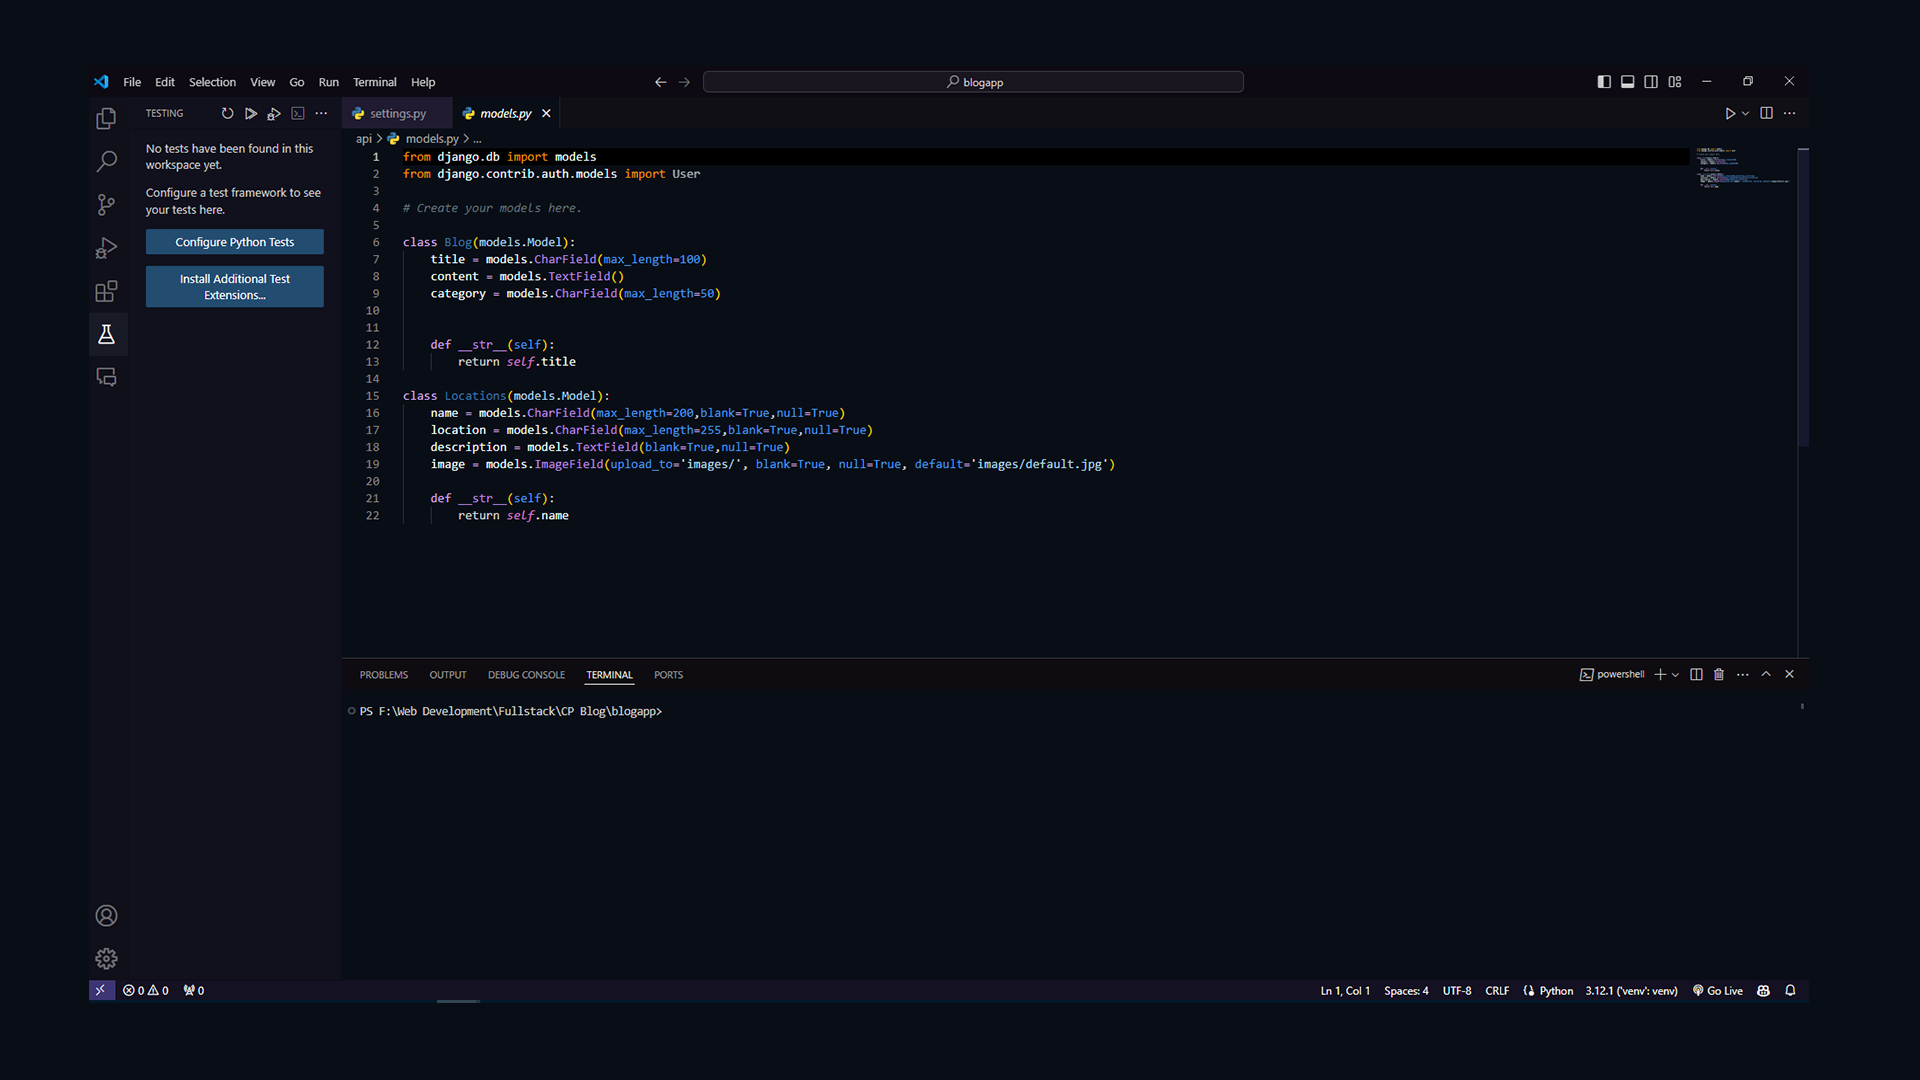 File Edit Selection View Go Run Terminal Help
blogapp
TESTING
settings.py models.py
api > models.py > ...
No tests have been found in this
workspace yet.
Configure a test framework to see
your tests here.
Configure Python Tests
Install Additional Test
Extensions...
1 from django.db import models
2 from django.contrib.auth.models import User
3
4 # Create your models here.
5
6 class Blog(models.Model):
7 title = models.CharField(max_length=100)
8 content = models.TextField()
9 category = models.CharField(max_length=50)
10
11
12 def __str__(self):
13 return self.title
14
15 class Locations(models.Model):
16 name = models.CharField(max_length=200,blank=True,null=True)
17 location = models.CharField(max_length=255,blank=True,null=True)
18 description = models.TextField(blank=True,null=True)
19 image = models.ImageField(upload_to='images/', blank=True, null=True, default='images/default.jpg')
20
21 def __str__(self):
22 return self.name
PROBLEMS OUTPUT DEBUG CONSOLE TERMINAL PORTS
powershell
PS F:\Web Development\Fullstack\CP Blog\blogapp>
0 0 0
Ln 1, Col 1 Spaces: 4 UTF-8 CRLF Python 3.12.1 ('venv': venv) Go Live